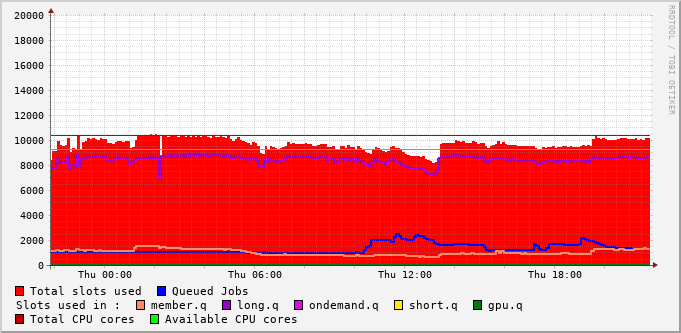 RRDTOOL / TOBI OETIKER
20000
18000
16000
14000
12000
10000
8000
6000
4000
2000
0
Thu 00:00 Thu 06:00 Thu 12:00 Thu 18:00
Total slots used Queued Jobs
Slots used in : member.q long.q ondemand.q short.q gpu.q
Total CPU cores Available CPU cores